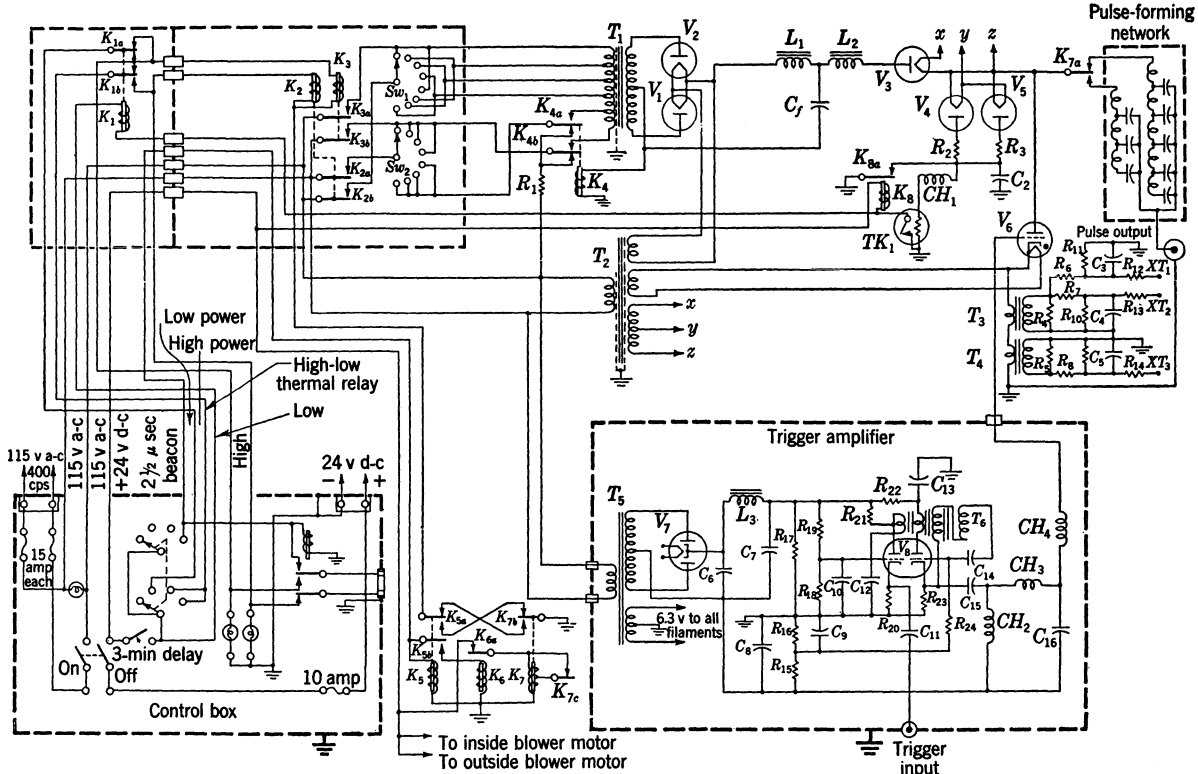 Pulse-forming
network
K1a
K1b
K1
K2
K3
K3a
K3b
K2a
K2b
Sw1
Sw2
T1
V2
V1
K4a
K4b
R1
K4
L1
L2
Cf
V3
x
y
z
V4
V5
R2
R3
K7a
K8a
K8
CH1
C2
TK1
V6
T2
x
y
z
Pulse output
R11
C3
R12
XT1
R6
R7
T3
R4
R10
C4
R13
XT2
T4
R5
R8
C5
R14
XT3
Low power
High power
High-low
thermal relay
Low
115 v a-c
400
cps
115 v a-c
115 v a-c
+24 v d-c
2 1/2 μ sec
beacon
High
24 v d-c
- +
15
amp
each
3-min delay
On
Off
10 amp
Control box
K5a
K7b
K5b
K6a
K5
K6
K7
K7c
To inside blower motor
To outside blower motor
Trigger amplifier
T5
V7
L3
C6
C7
R17
R19
R18
R16
R15
C8
C9
C10
C12
R21
R22
C13
T6
V8
R20
C11
R23
R24
C14
C15
CH2
CH3
CH4
C16
6.3 v to all
filaments
Trigger
input